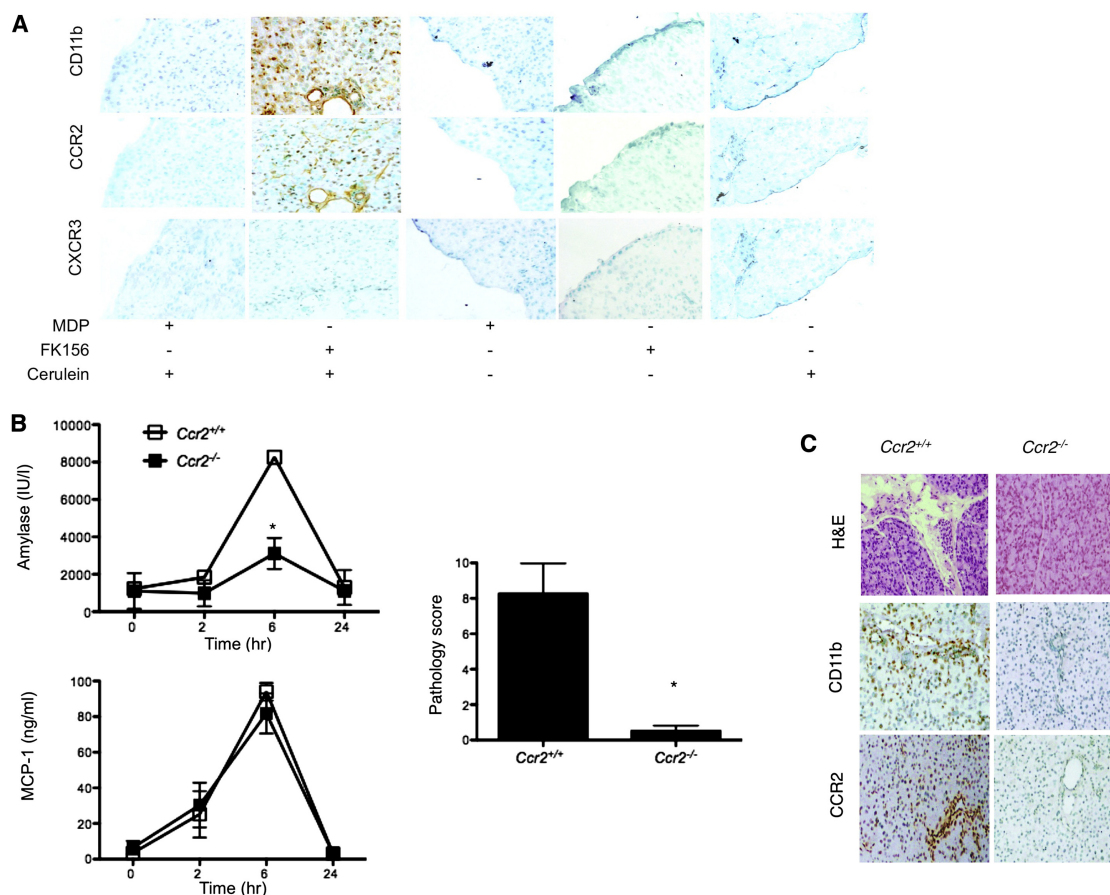 A
CD11b
CCR2
CXCR3
MDP + - + - -
FK156 - + - + -
Cerulein + + - - +
B
Ccr2+/+
Ccr2-/-
Amylase (IU/l)
10000
8000
6000
4000
2000
0
*
0 2 6 24
Time (hr)
MCP-1 (ng/ml)
100
80
60
40
20
0
0 2 6 24
Time (hr)
Pathology score
10
8
6
4
2
0
*
Ccr2+/+ Ccr2-/-
C
Ccr2+/+ Ccr2-/-
H&E
CD11b
CCR2